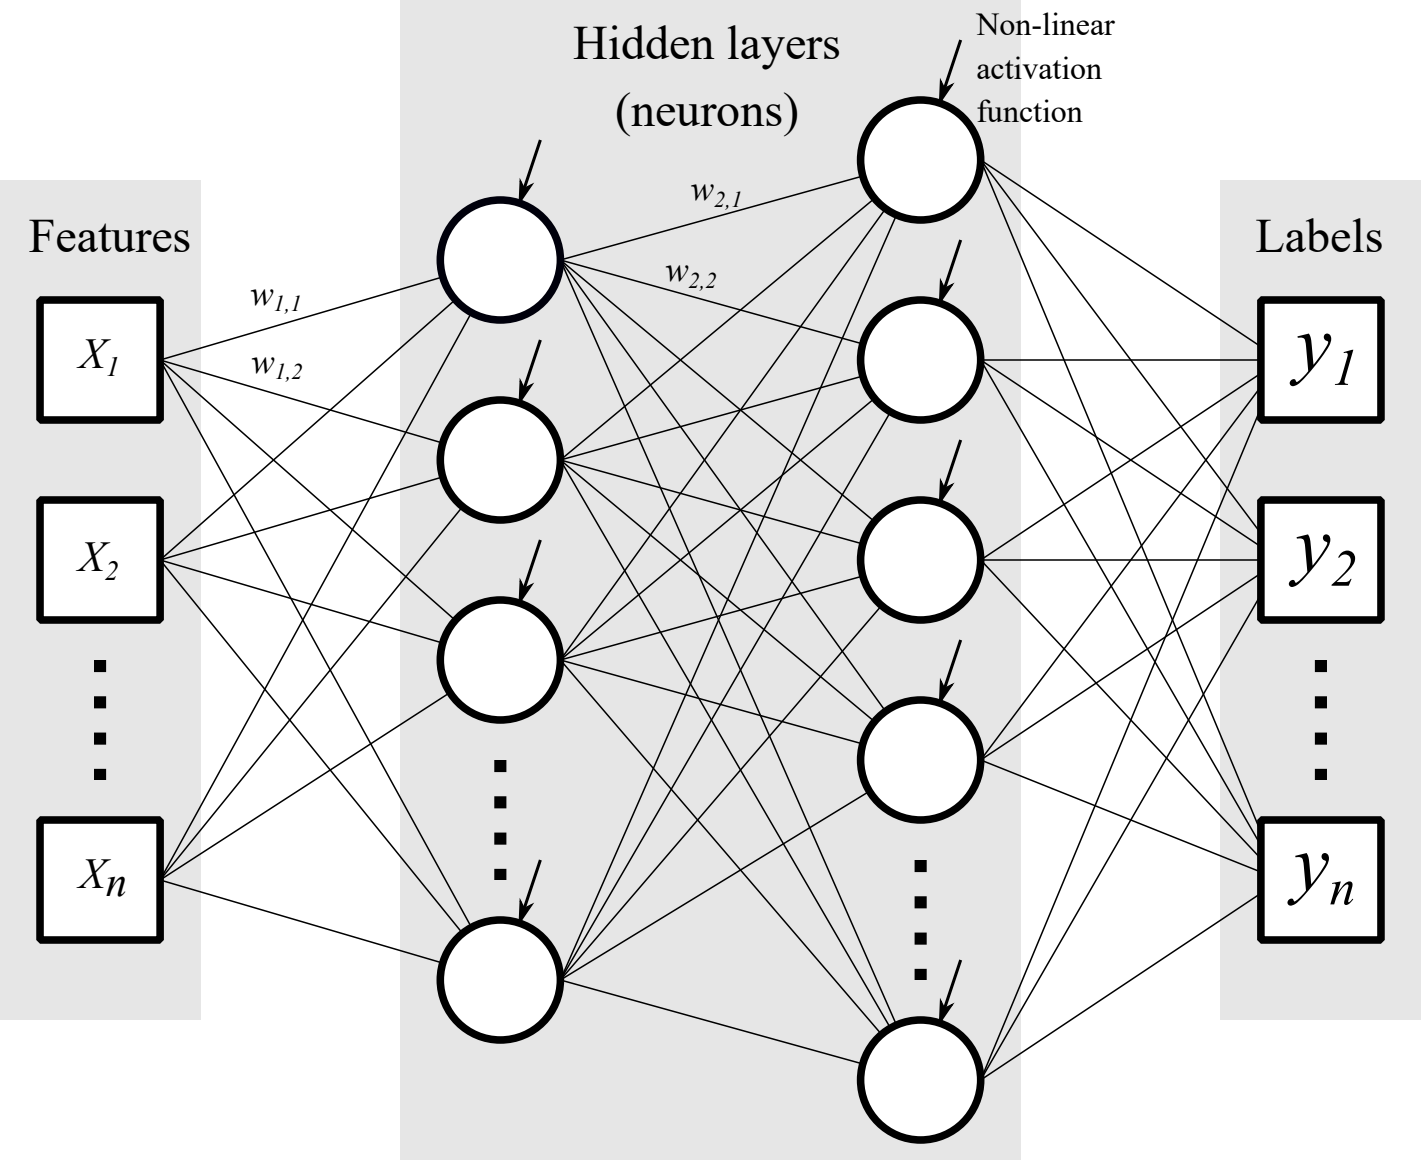 Hidden layers
(neurons)
Non-linear
activation
function
Features
Labels
w1,1
w1,2
w2,1
w2,2
X1
X2
Xn
y1
y2
yn